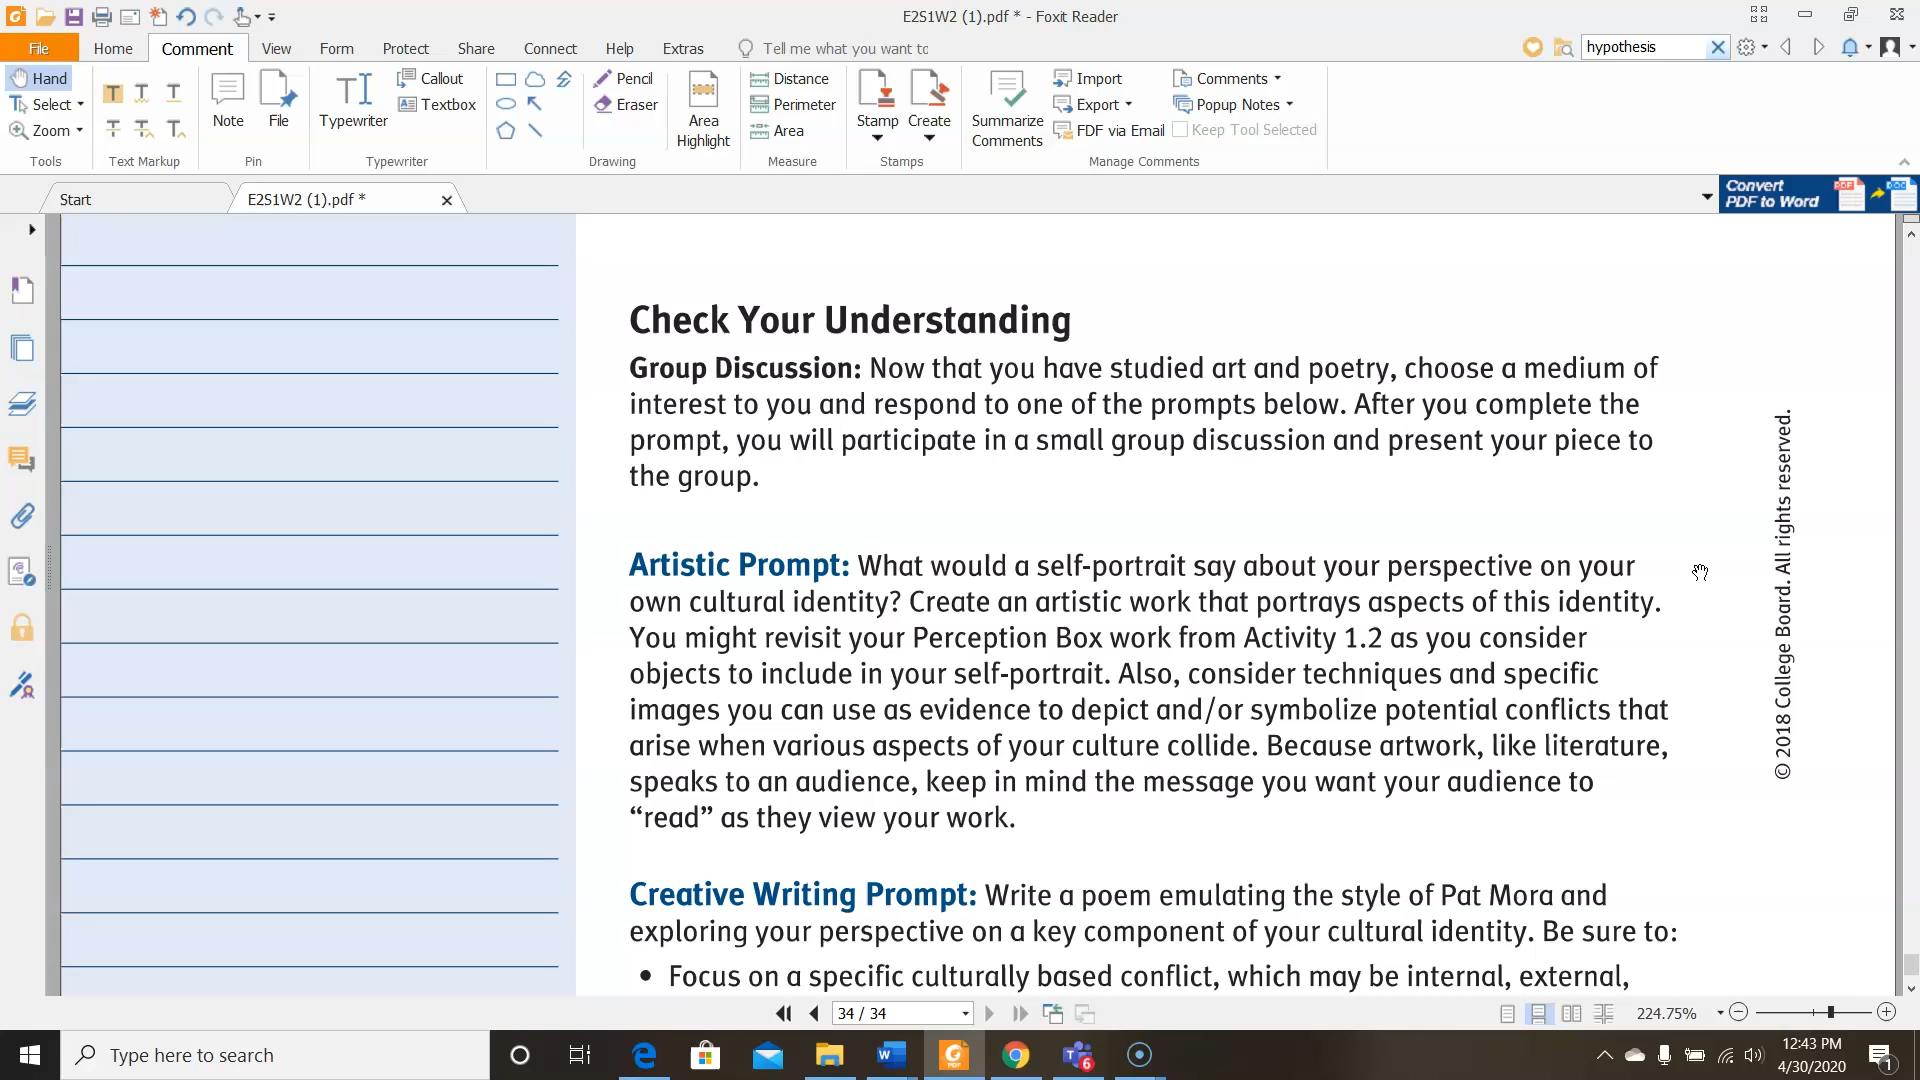 E2S1W2 (1).pdf * - Foxit Reader
File Home Comment View Form Protect Share Connect Help Extras Tell me what you want to hypothesis
Hand
Select
Zoom
Tools
Text Markup
Note
File
Pin
Typewriter
Callout
Textbox
Typewriter
Pencil
Eraser
Drawing
Area
Highlight
Distance
Perimeter
Area
Measure
Stamp
Create
Stamps
Summarize
Comments
Import
Export
FDF via Email
Comments
Popup Notes
Keep Tool Selected
Manage Comments
Start
E2S1W2 (1).pdf *
Convert
PDF to Word
PDF
DOC
Check Your Understanding
Group Discussion: Now that you have studied art and poetry, choose a medium of
interest to you and respond to one of the prompts below. After you complete the
prompt, you will participate in a small group discussion and present your piece to
the group.
Artistic Prompt: What would a self-portrait say about your perspective on your
own cultural identity? Create an artistic work that portrays aspects of this identity.
You might revisit your Perception Box work from Activity 1.2 as you consider
objects to include in your self-portrait. Also, consider techniques and specific
images you can use as evidence to depict and/or symbolize potential conflicts that
arise when various aspects of your culture collide. Because artwork, like literature,
speaks to an audience, keep in mind the message you want your audience to
“read” as they view your work.
Creative Writing Prompt: Write a poem emulating the style of Pat Mora and
exploring your perspective on a key component of your cultural identity. Be sure to:
• Focus on a specific culturally based conflict, which may be internal, external,
© 2018 College Board. All rights reserved.
34 / 34
224.75%
Type here to search
6
12:43 PM
4/30/2020
1